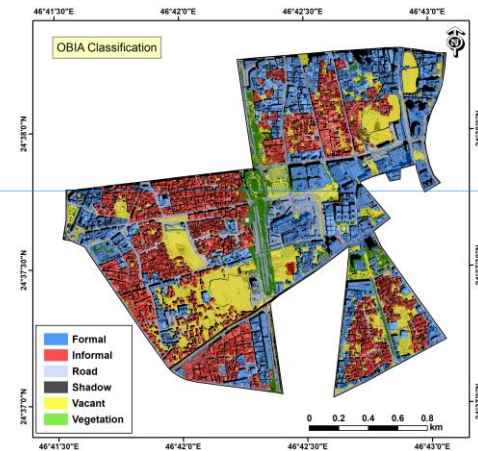 46°41'30"E 46°42'0"E 46°42'30"E 46°43'0"E
OBIA Classification
N
24°38'0"N
24°37'30"N
24°37'0"N
Formal
Informal
Road
Shadow
Vacant
Vegetation
0 0.2 0.4 0.6 0.8
km
46°41'30"E 46°42'0"E 46°42'30"E 46°43'0"E